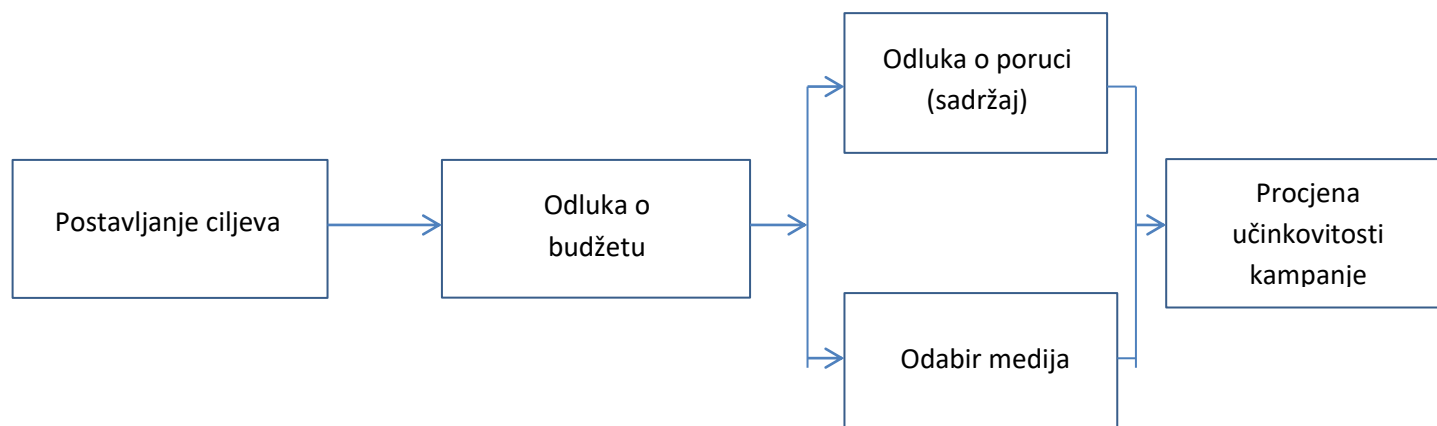 Postavljanje ciljeva
Odluka o
budžetu
Odluka o poruci
(sadržaj)
Odabir medija
Procjena
učinkovitosti
kampanje